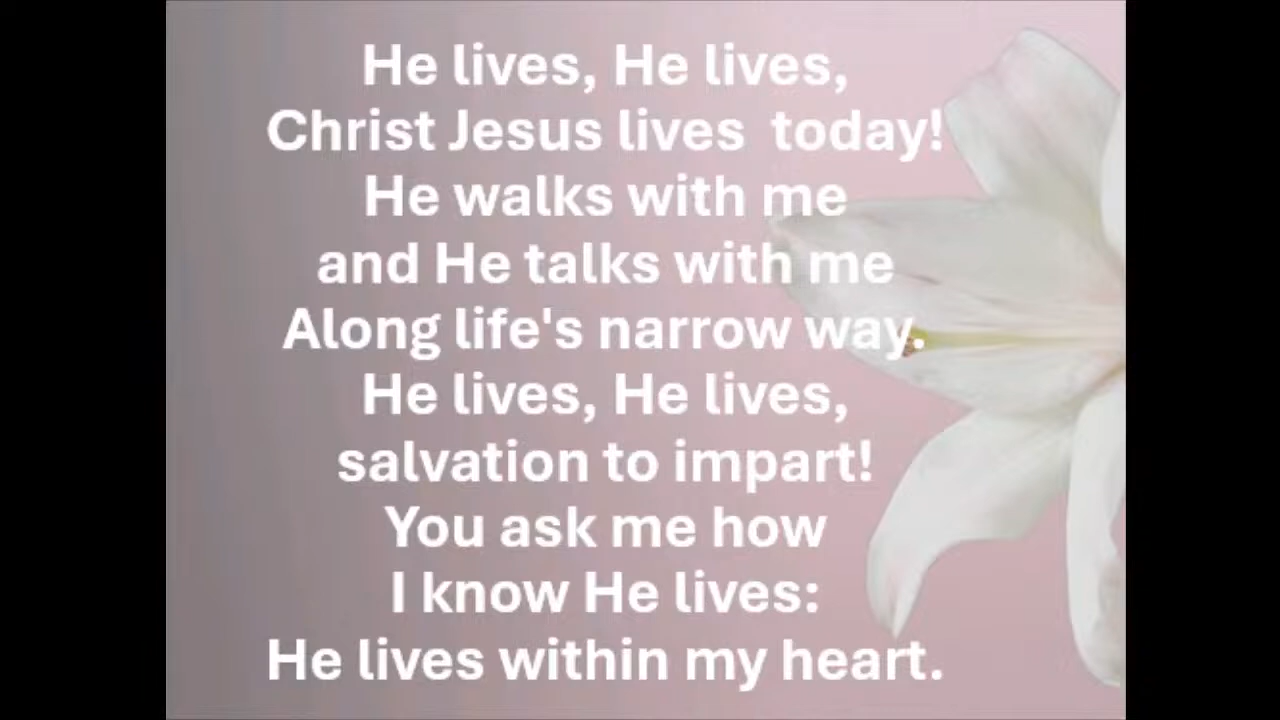 He lives, He lives,
Christ Jesus lives  today!
He walks with me
and He talks with me
Along life's narrow way.
He lives, He lives,
salvation to impart!
You ask me how
I know He lives:
He lives within my heart.